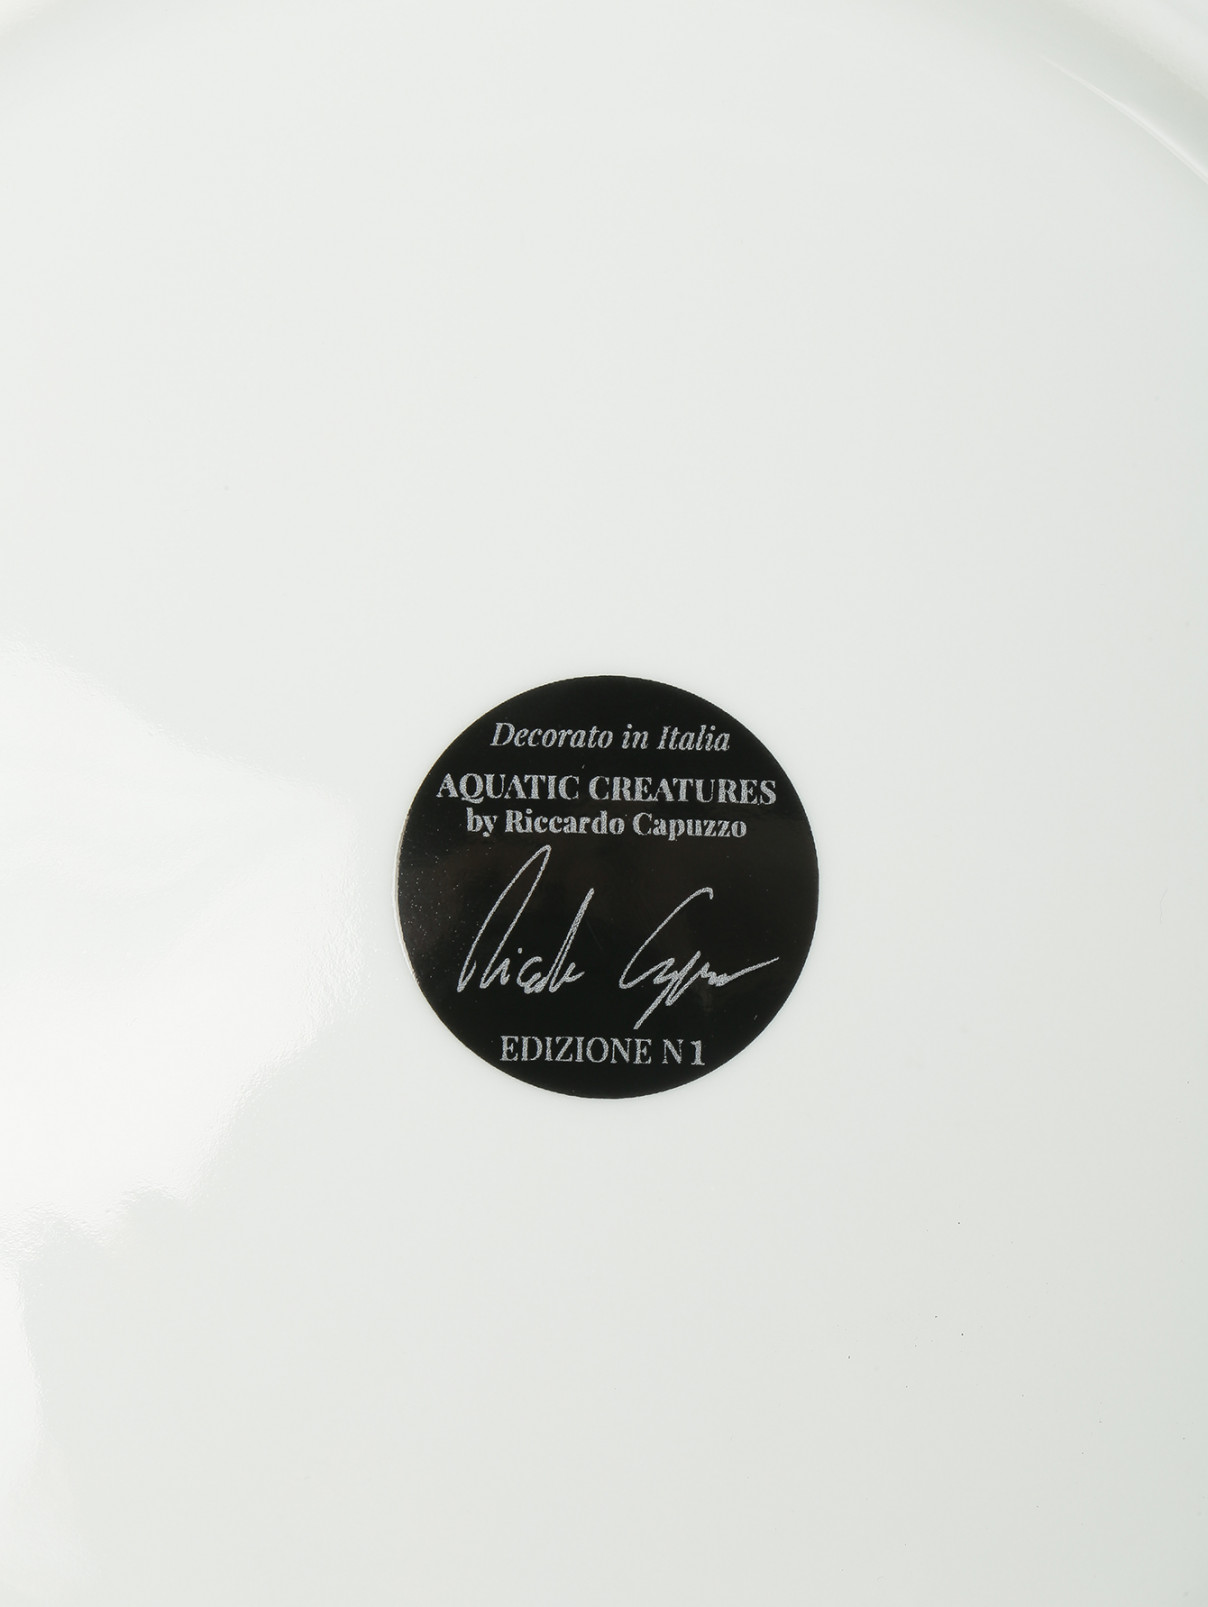 Decorato in Italia
AQUATIC CREATURES
by Riccardo Capuzzo
EDIZIONE N 1